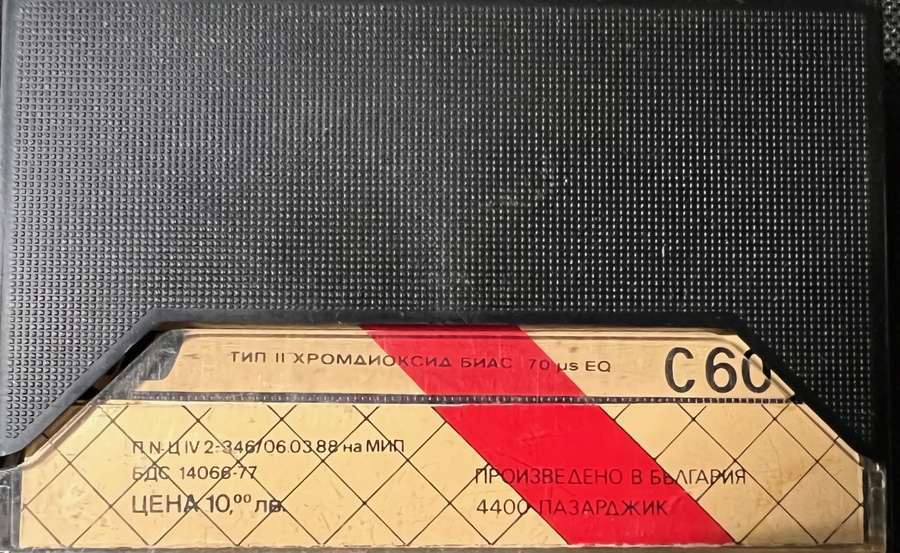 ТИП II ХРОМДИОКСИД БИАС 70 µs EQ
C 60
П N-Ц IV 2-346/06.03.88 на МИП
БДС 14066-77
ЦЕНА 10,⁰⁰ лв.
ПРОИЗВЕДЕНО В БЪЛГАРИЯ
4400 ПАЗАРДЖИК